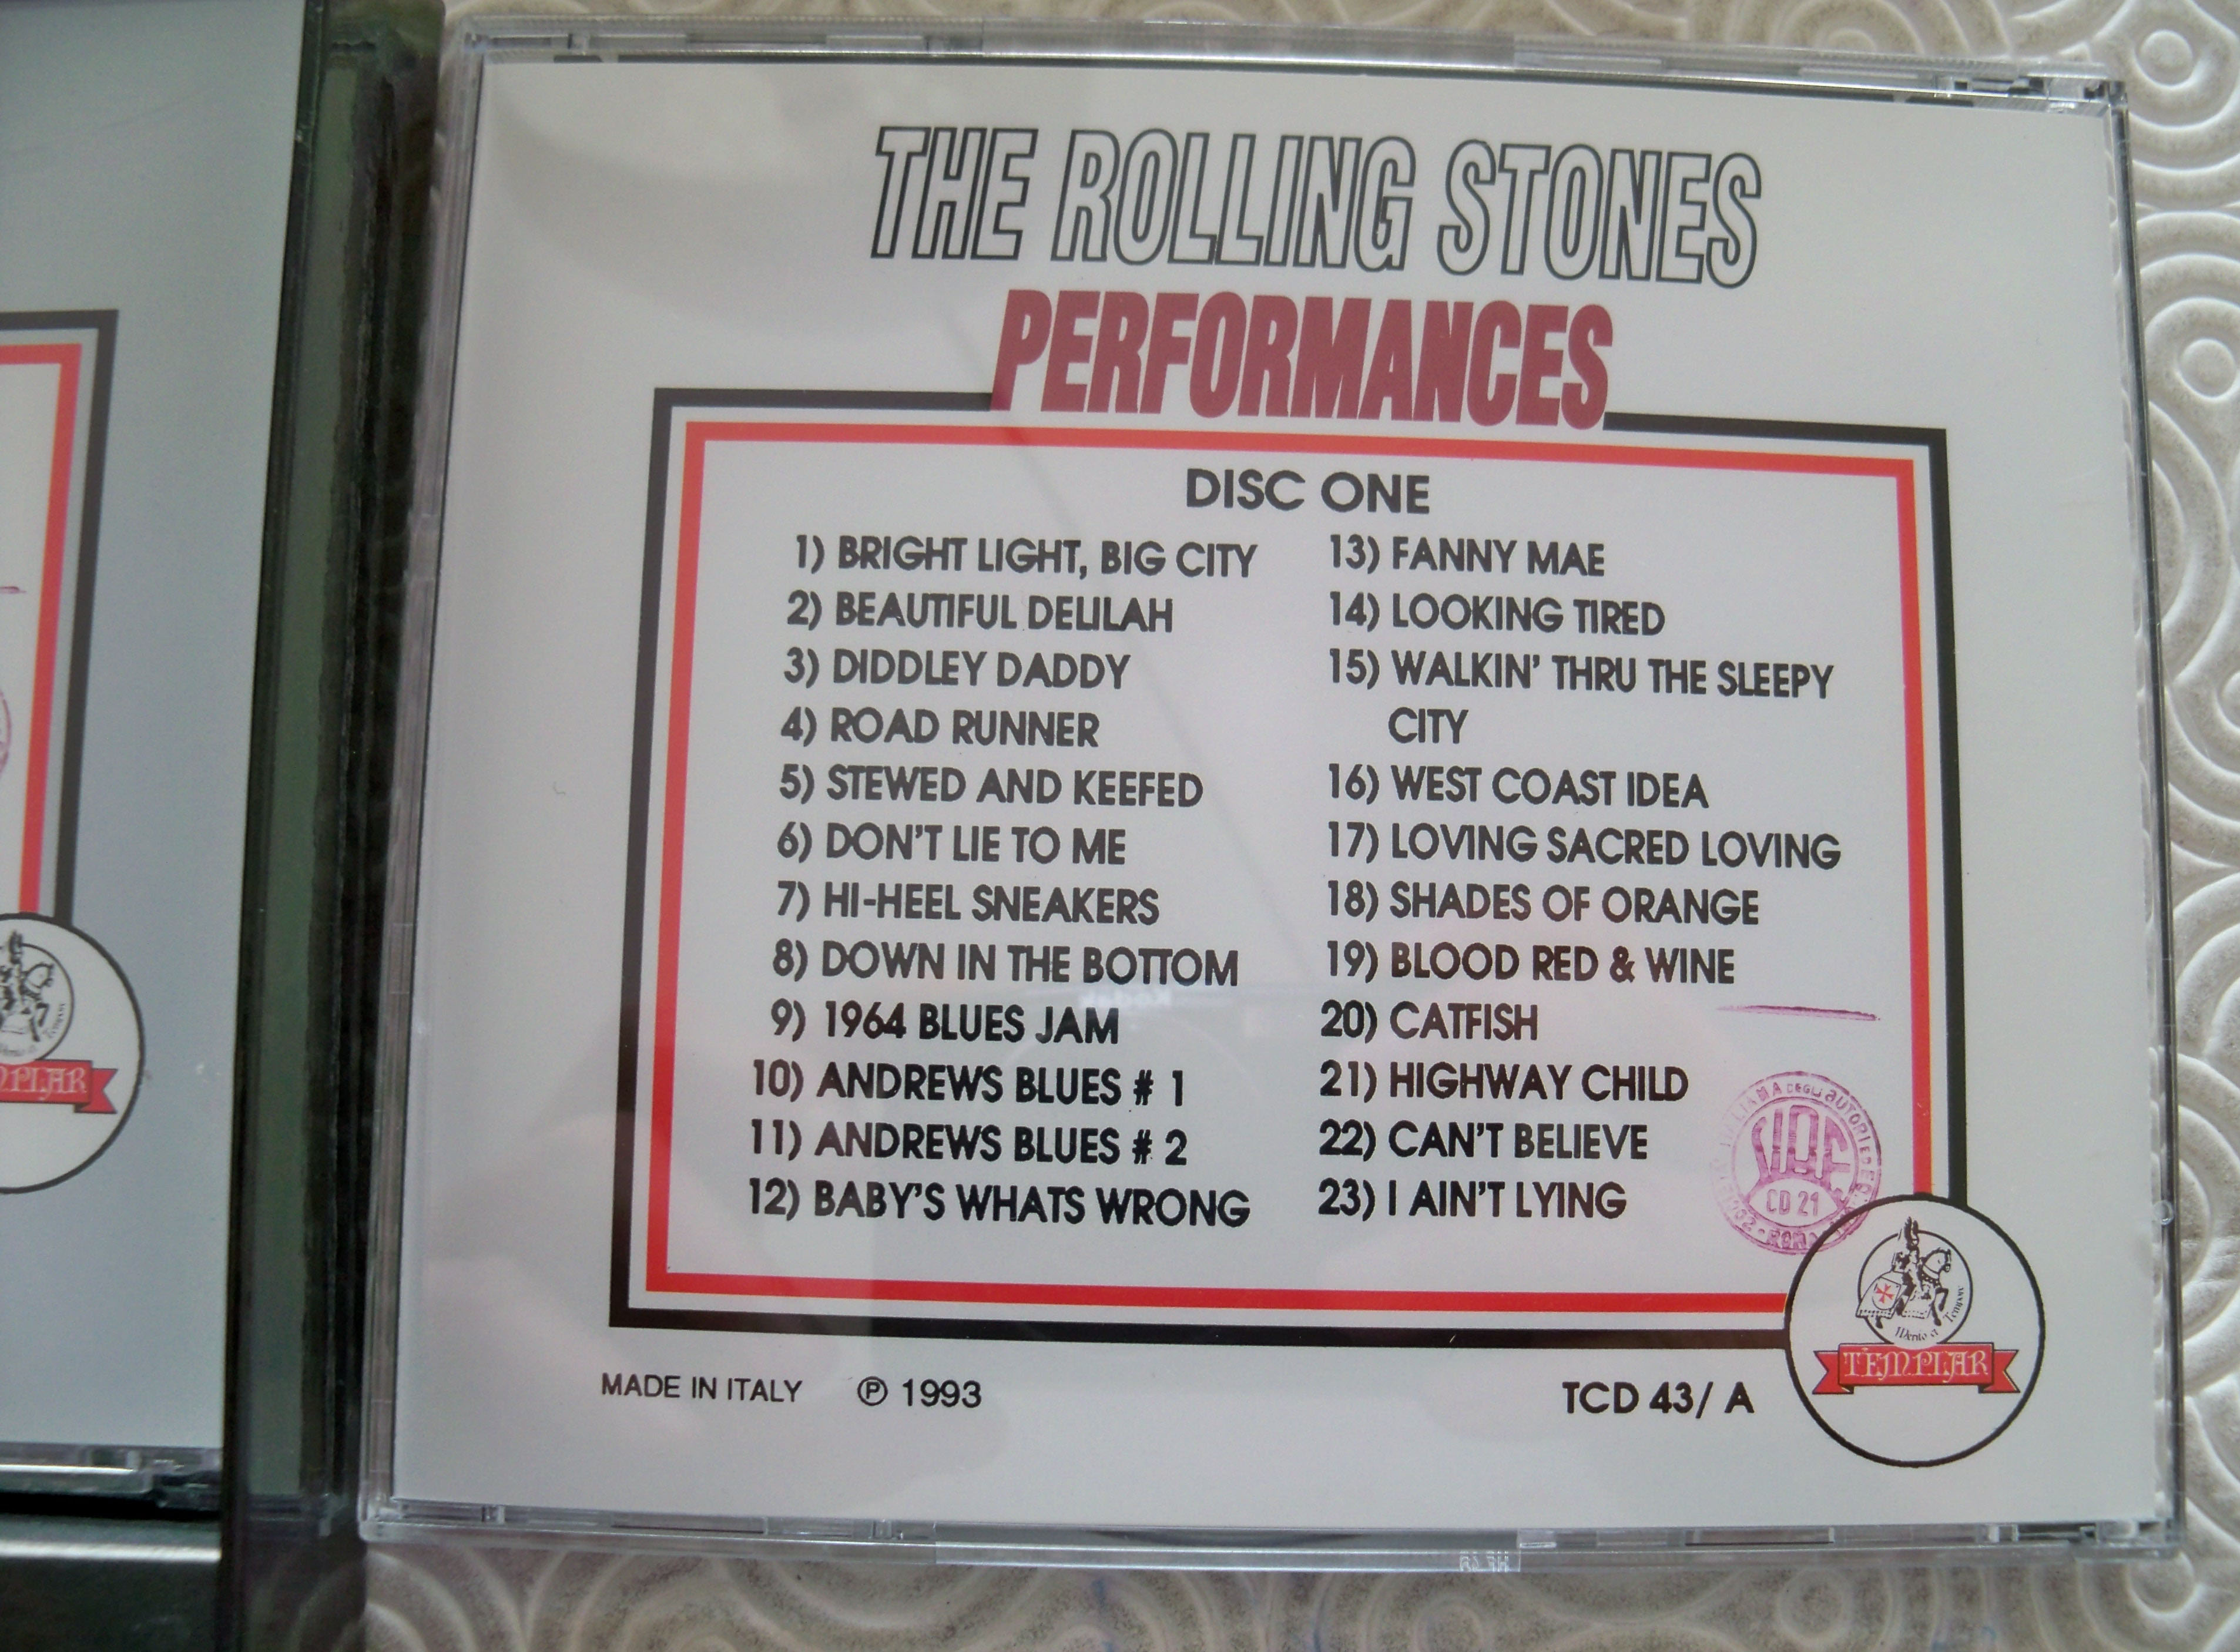 THE ROLLING STONES
PERFORMANCES
DISC ONE
1) BRIGHT LIGHT, BIG CITY
2) BEAUTIFUL DELILAH
3) DIDDLEY DADDY
4) ROAD RUNNER
5) STEWED AND KEEFED
6) DON'T LIE TO ME
7) HI-HEEL SNEAKERS
8) DOWN IN THE BOTTOM
9) 1964 BLUES JAM
10) ANDREWS BLUES # 1
11) ANDREWS BLUES # 2
12) BABY'S WHATS WRONG
13) FANNY MAE
14) LOOKING TIRED
15) WALKIN' THRU THE SLEEPY
CITY
16) WEST COAST IDEA
17) LOVING SACRED LOVING
18) SHADES OF ORANGE
19) BLOOD RED & WINE
20) CATFISH
21) HIGHWAY CHILD
22) CAN'T BELIEVE
23) I AIN'T LYING
DEGLI AUTORI ED
SIAE
CD 21
ROMA
MADE IN ITALY ℗ 1993
TCD 43/ A
TEMPLAR